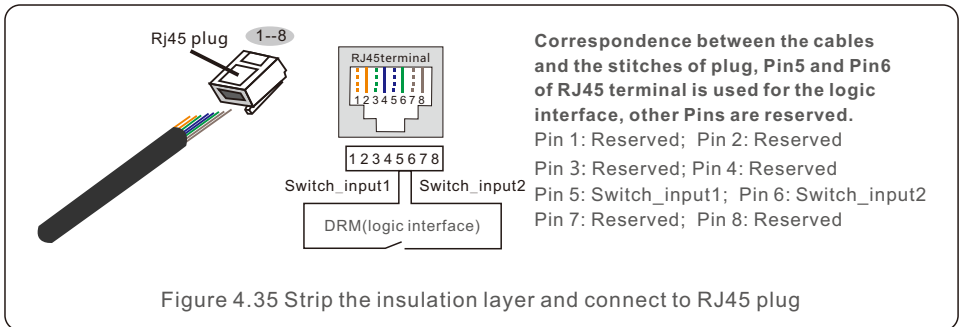 Rj45 plug
1--8
RJ45terminal
1 2 3 4 5 6 7 8
1 2 3 4 5 6 7 8
Switch_input1 Switch_input2
DRM(logic interface)
Correspondence between the cables
and the stitches of plug, Pin5 and Pin6
of RJ45 terminal is used for the logic
interface, other Pins are reserved.
Pin 1: Reserved; Pin 2: Reserved
Pin 3: Reserved; Pin 4: Reserved
Pin 5: Switch_input1; Pin 6: Switch_input2
Pin 7: Reserved; Pin 8: Reserved
Figure 4.35 Strip the insulation layer and connect to RJ45 plug